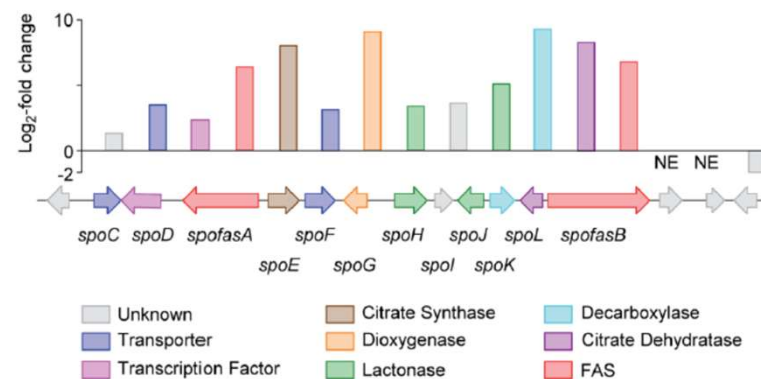 10
Log2-fold change
0
-2
NE NE
spoC spoD spofasA spoF spoH spoJ spoL spofasB
spoE spoG spoI spoK
Unknown Citrate Synthase Decarboxylase
Transporter Dioxygenase Citrate Dehydratase
Transcription Factor Lactonase FAS